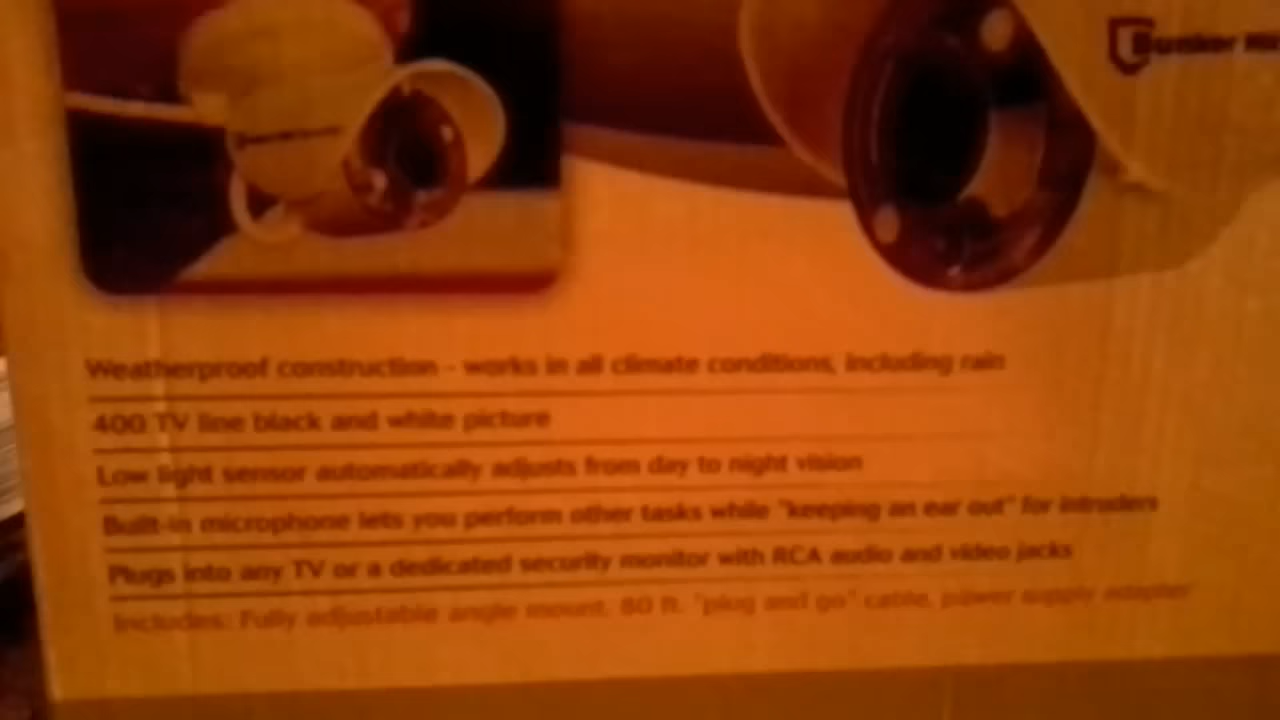 Bunker
Weatherproof construction - works in all climate conditions, including rain
400 TV line black and white picture
Low light sensor automatically adjusts from day to night vision
Built-in microphone lets you perform other tasks while "keeping an ear out" for intruders
Plugs into any TV or a dedicated security monitor with RCA audio and video jacks
Includes: Fully adjustable angle mount, 80 ft. "plug and go" cable, power supply adapter